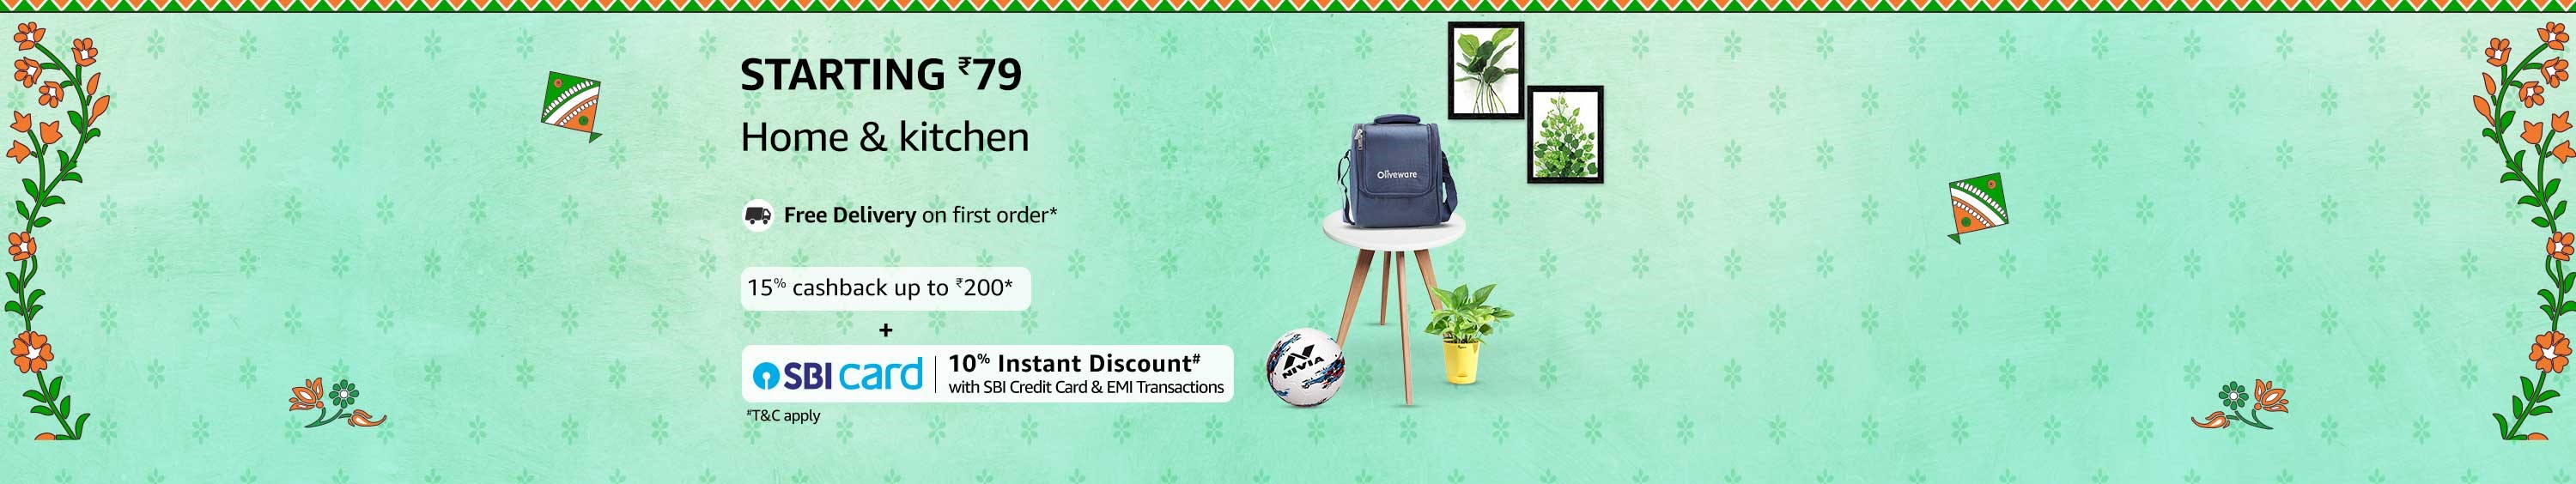 STARTING ₹79
Home & kitchen
Free Delivery on first order*
15% cashback up to ₹200*
+
SBI card
10% Instant Discount#
with SBI Credit Card & EMI Transactions
#T&C apply
Oliveware
NIVIA